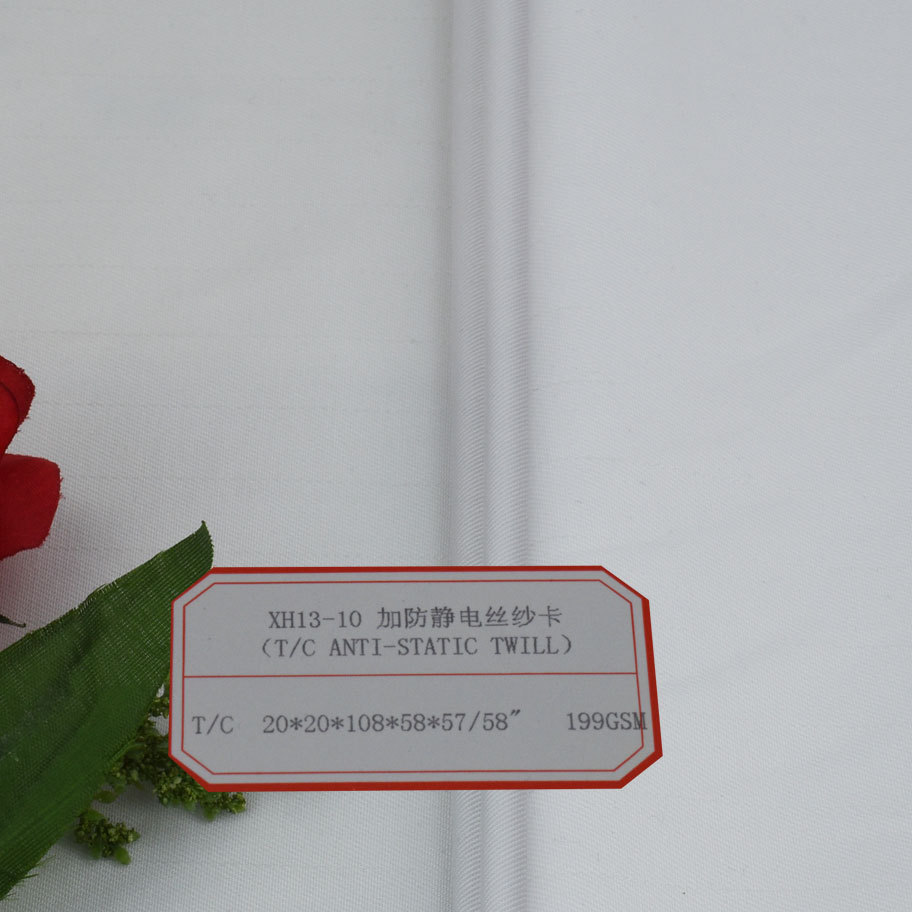 XH13-10 加防静电丝纱卡
（T/C ANTI-STATIC TWILL）
T/C 20*20*108*58*57/58" 199GSM